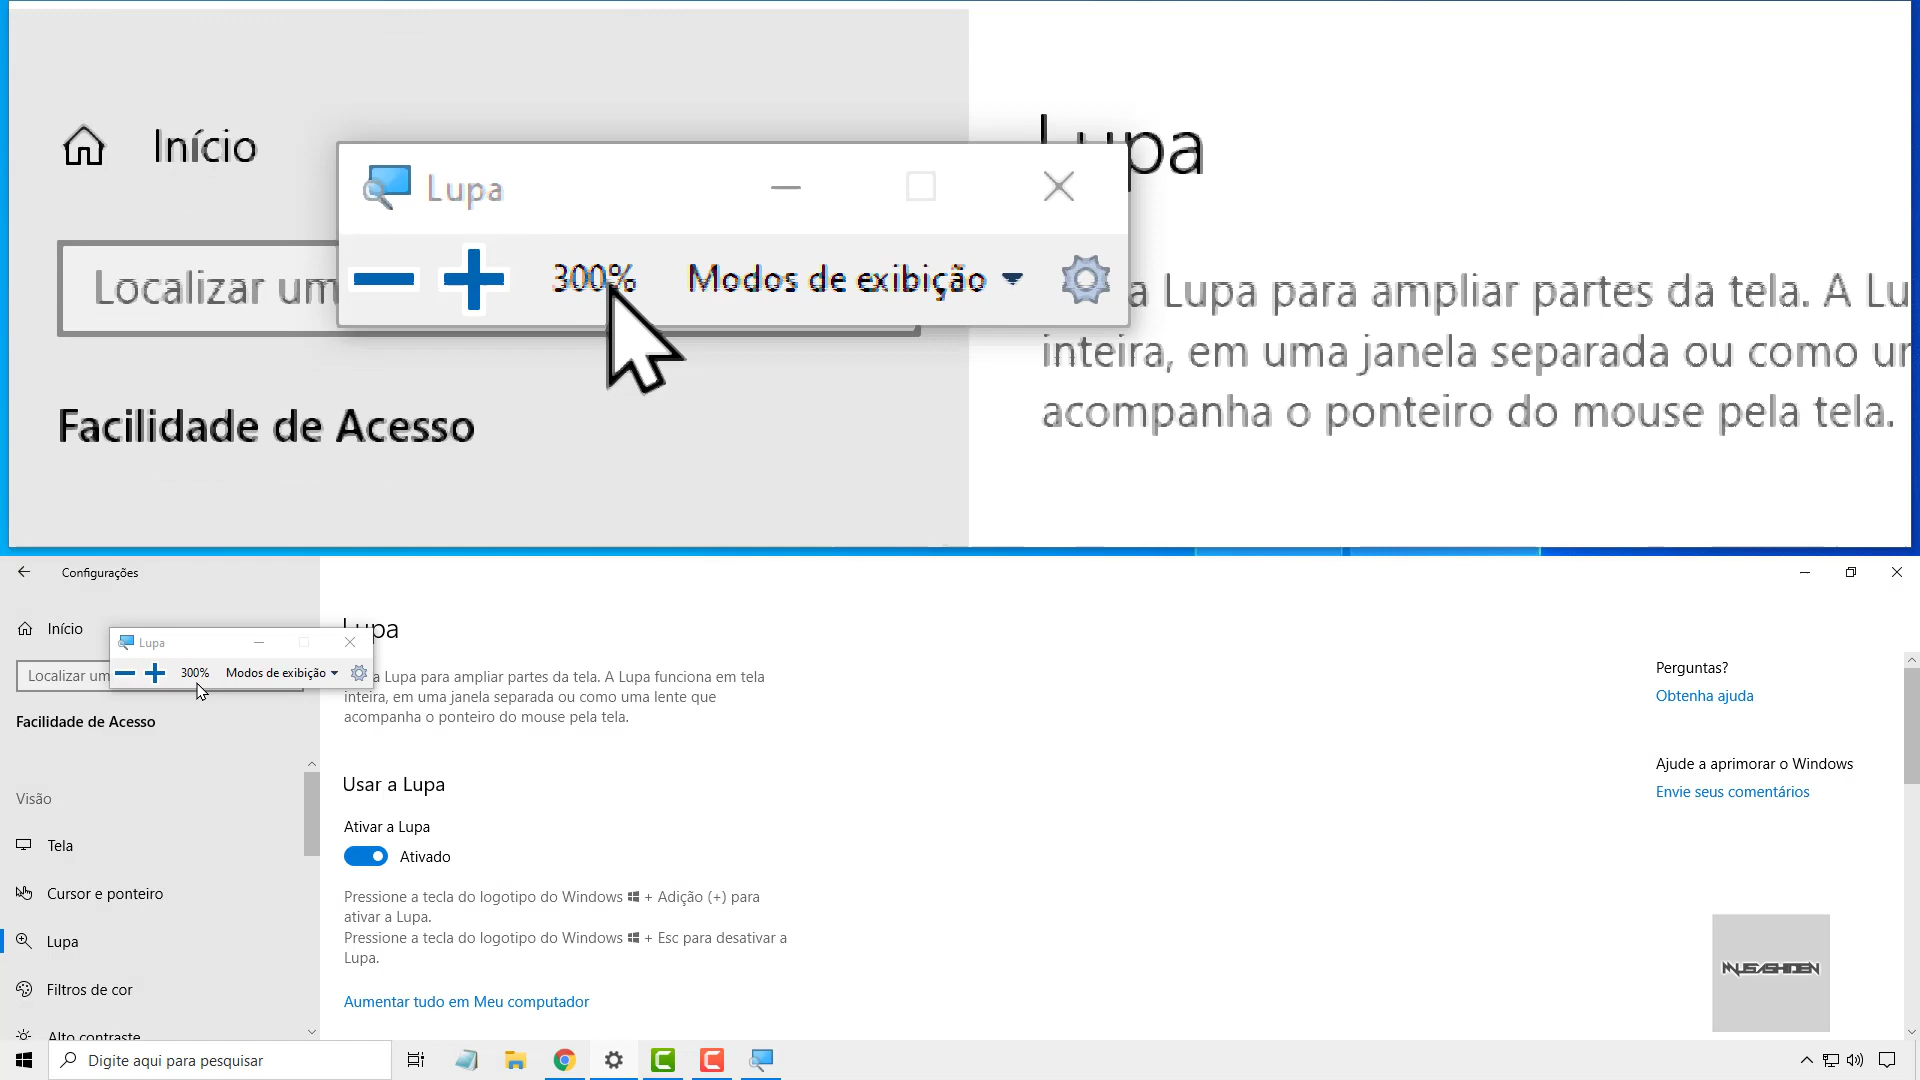 Início
Lupa
Lupa
300% Modos de exibição
Localizar um
a Lupa para ampliar partes da tela. A Lu
inteira, em uma janela separada ou como
acompanha o ponteiro do mouse pela tela.
Facilidade de Acesso
Configurações
Início
Lupa
Lupa
300% Modos de exibição
Localizar um
a Lupa para ampliar partes da tela. A Lupa funciona em tela
inteira, em uma janela separada ou como uma lente que
acompanha o ponteiro do mouse pela tela.
Facilidade de Acesso
Visão
Tela
Cursor e ponteiro
Lupa
Filtros de cor
Alto contraste
Usar a Lupa
Ativar a Lupa
Ativado
Pressione a tecla do logotipo do Windows + Adição (+) para
ativar a Lupa.
Pressione a tecla do logotipo do Windows + Esc para desativar a
Lupa.
Aumentar tudo em Meu computador
Perguntas?
Obtenha ajuda
Ajude a aprimorar o Windows
Envie seus comentários
MUSASHIDEN
Digite aqui para pesquisar